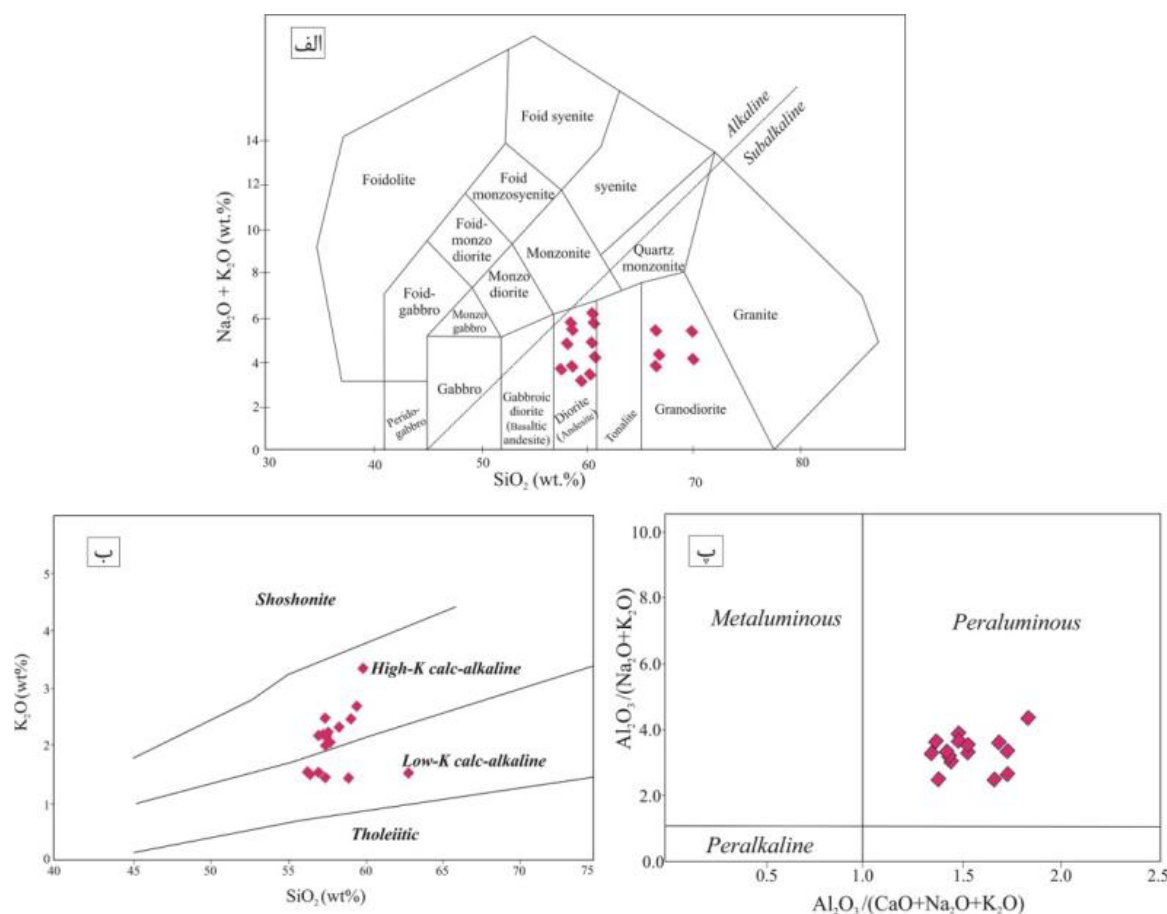 الف
Na₂O + K₂O (wt.%)
14
12
10
8
6
4
2
0
Foid syenite
Alkaline
Subalkaline
Foidolite
Foid
monzosyenite
syenite
Foid-
monzo
diorite
Monzonite
Quartz
monzonite
Monzo
diorite
Foid-
gabbro
Monzo
gabbro
Granite
Gabbro
Perido-
gabbro
Gabbroic
diorite
(Basaltic
andesite)
Diorite
(Andesite)
Tonalite
Granodiorite
30
40
50
60
70
80
SiO₂ (wt.%)
ب
K₂O (wt%)
5
4
3
2
1
0
Shoshonite
High-K calc-alkaline
Low-K calc-alkaline
Tholeiitic
40
45
50
55
60
65
70
75
SiO₂ (wt%)
پ
Al₂O₃/(Na₂O+K₂O)
10.0
8.0
6.0
4.0
2.0
0.0
Metaluminous
Peraluminous
Peralkaline
0.5
1.0
1.5
2.0
2.5
Al₂O₃/(CaO+Na₂O+K₂O)